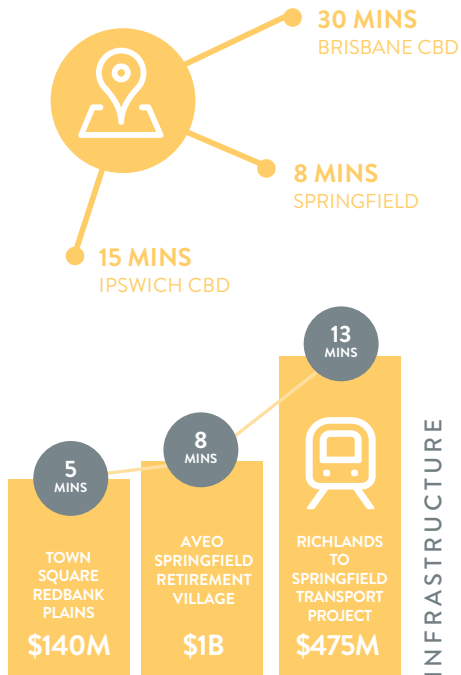 30 MINS
BRISBANE CBD
8 MINS
SPRINGFIELD
15 MINS
IPSWICH CBD
5
MINS
8
MINS
13
MINS
TOWN
SQUARE
REDBANK
PLAINS
$140M
AVEO
SPRINGFIELD
RETIREMENT
VILLAGE
$1B
RICHLANDS
TO
SPRINGFIELD
TRANSPORT
PROJECT
$475M
INFRASTRUCTURE